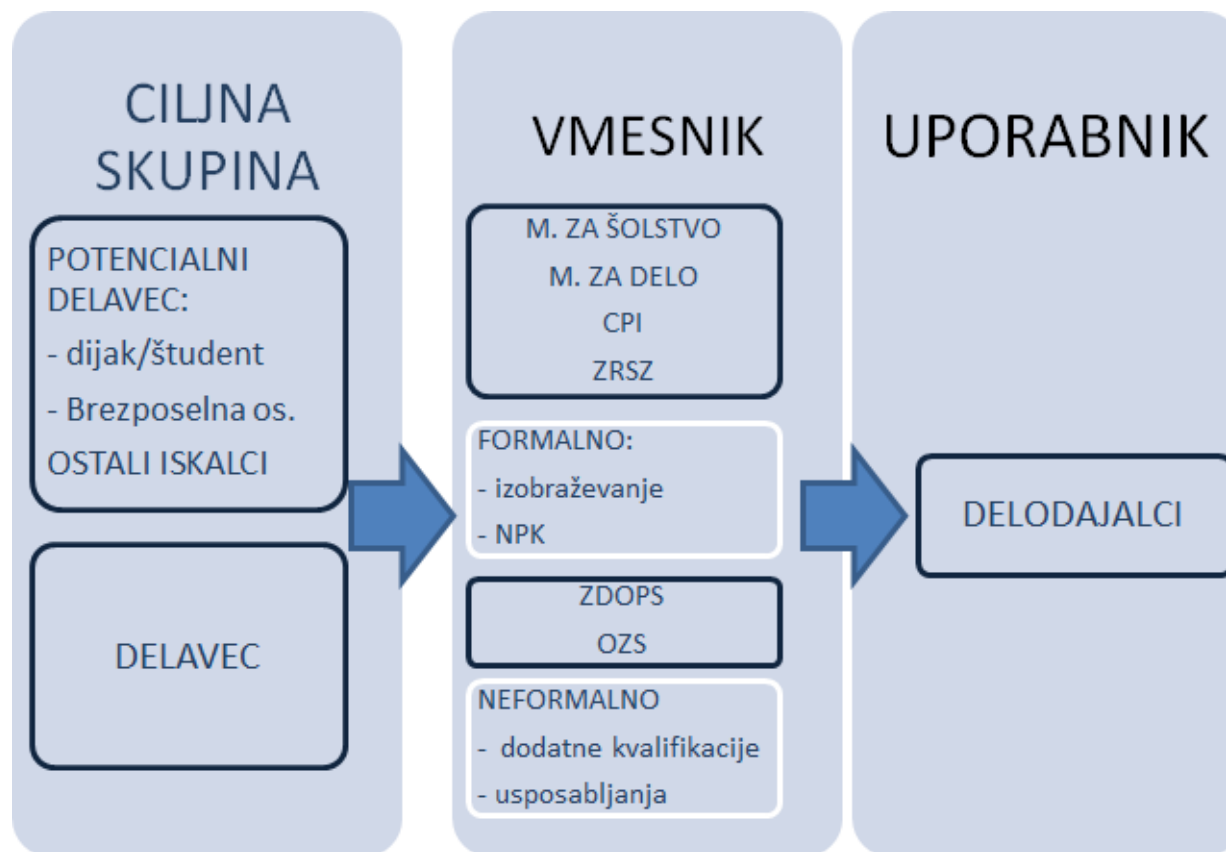 CILJNA
SKUPINA
POTENCIALNI
DELAVEC:
- dijak/študent
- Brezposelna os.
OSTALI ISKALCI
DELAVEC
VMESNIK
M. ZA ŠOLSTVO
M. ZA DELO
CPI
ZRSZ
FORMALNO:
- izobraževanje
- NPK
ZDOPS
OZS
NEFORMALNO
- dodatne kvalifikacije
- usposabljanja
UPORABNIK
DELODAJALCI